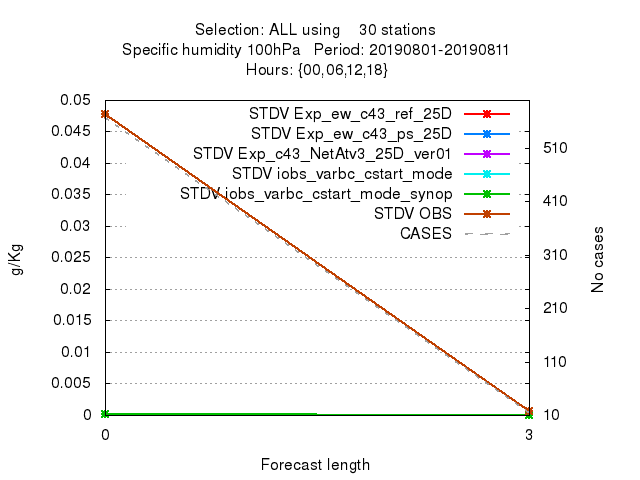 Selection: ALL using    30 stations
Specific humidity 100hPa   Period: 20190801-20190811
Hours: {00,06,12,18}
STDV Exp_ew_c43_ref_25D
STDV Exp_ew_c43_ps_25D
STDV Exp_c43_NetAtv3_25D_ver01
STDV iobs_varbc_cstart_mode
STDV iobs_varbc_cstart_mode_synop
STDV OBS
CASES
0.05
0.045
0.04
0.035
0.03
0.025
0.02
0.015
0.01
0.005
0
g/Kg
510
410
310
210
110
10
No cases
0
3
Forecast length